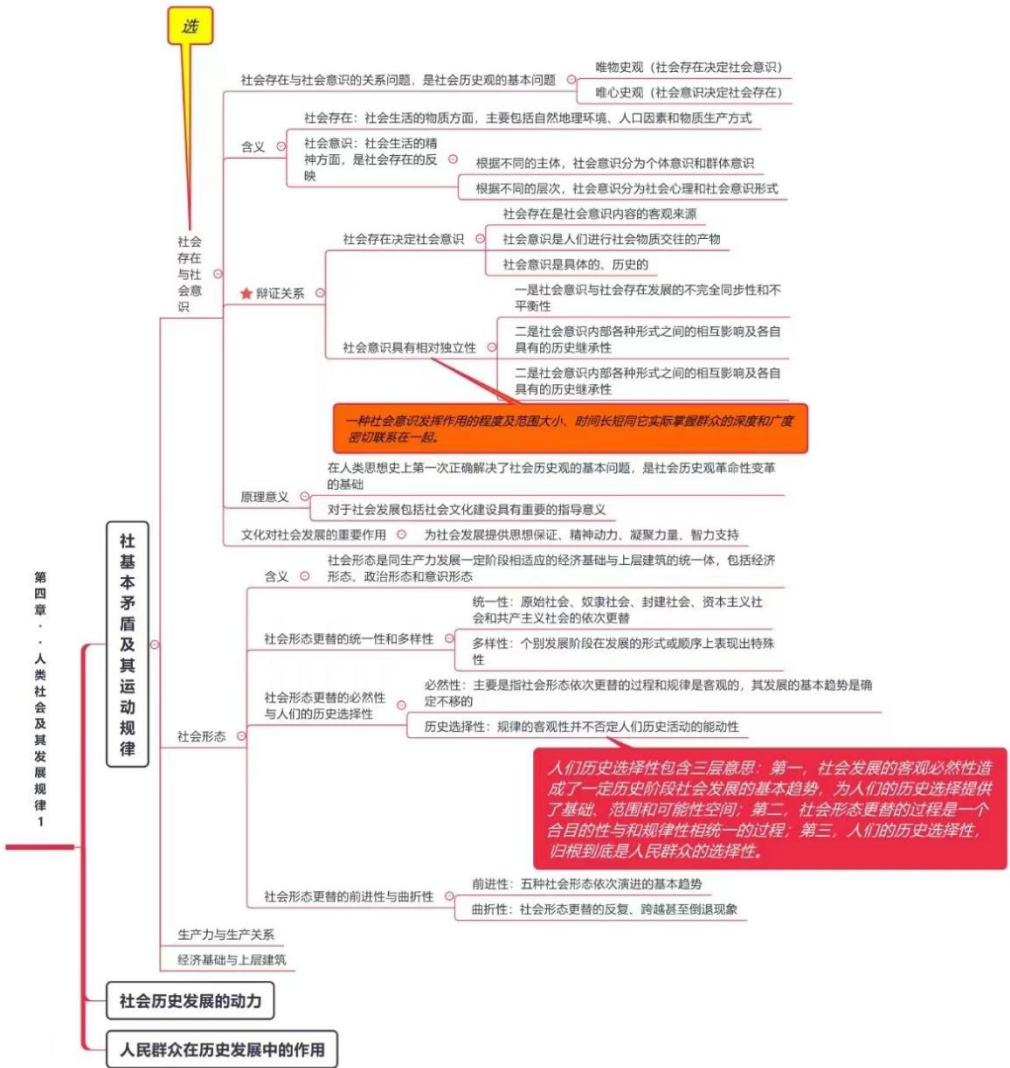 选
社会存在与社会意识的关系问题，是社会历史观的基本问题
唯物史观（社会存在决定社会意识）
唯心史观（社会意识决定社会存在）
含义
社会存在：社会生活的物质方面，主要包括自然地理环境、人口因素和物质生产方式
社会意识：社会生活的精
神方面，是社会存在的反
映
根据不同的主体，社会意识分为个体意识和群体意识
根据不同的层次，社会意识分为社会心理和社会意识形式
社会
存在
与社
会意
识
辩证关系
社会存在决定社会意识
社会存在是社会意识内容的客观来源
社会意识是人们进行社会物质交往的产物
社会意识是具体的、历史的
社会意识具有相对独立性
一是社会意识与社会存在发展的不完全同步性和不
平衡性
二是社会意识内部各种形式之间的相互影响及各自
具有的历史继承性
二是社会意识内部各种形式之间的相互影响及各自
具有的历史继承性
一种社会意识发挥作用的程度及范围大小、时间长短同它实际掌握群众的深度和广度
密切联系在一起。
原理意义
在人类思想史上第一次正确解决了社会历史观的基本问题，是社会历史观革命性变革
的基础
对于社会发展包括社会文化建设具有重要的指导意义
文化对社会发展的重要作用
为社会发展提供思想保证、精神动力、凝聚力量、智力支持
第四章··人类社会及其发展规律1
社基本矛盾及其运动规律
社会形态
含义
社会形态是同生产力发展一定阶段相适应的经济基础与上层建筑的统一体，包括经济
形态、政治形态和意识形态
社会形态更替的统一性和多样性
统一性：原始社会、奴隶社会、封建社会、资本主义社
会和共产主义社会的依次更替
多样性：个别发展阶段在发展的形式或顺序上表现出特殊
性
社会形态更替的必然性
与人们的历史选择性
必然性：主要是指社会形态依次更替的过程和规律是客观的，其发展的基本趋势是确
定不移的
历史选择性：规律的客观性并不否定人们历史活动的能动性
人们历史选择性包含三层意思：第一，社会发展的客观必然性造
成了一定历史阶段社会发展的基本趋势，为人们的历史选择提供
了基础、范围和可能性空间；第二，社会形态更替的过程是一个
合目的性与和规律性相统一的过程；第三，人们的历史选择性，
归根到底是人民群众的选择性。
社会形态更替的前进性与曲折性
前进性：五种社会形态依次演进的基本趋势
曲折性：社会形态更替的反复、跨越甚至倒退现象
生产力与生产关系
经济基础与上层建筑
社会历史发展的动力
人民群众在历史发展中的作用